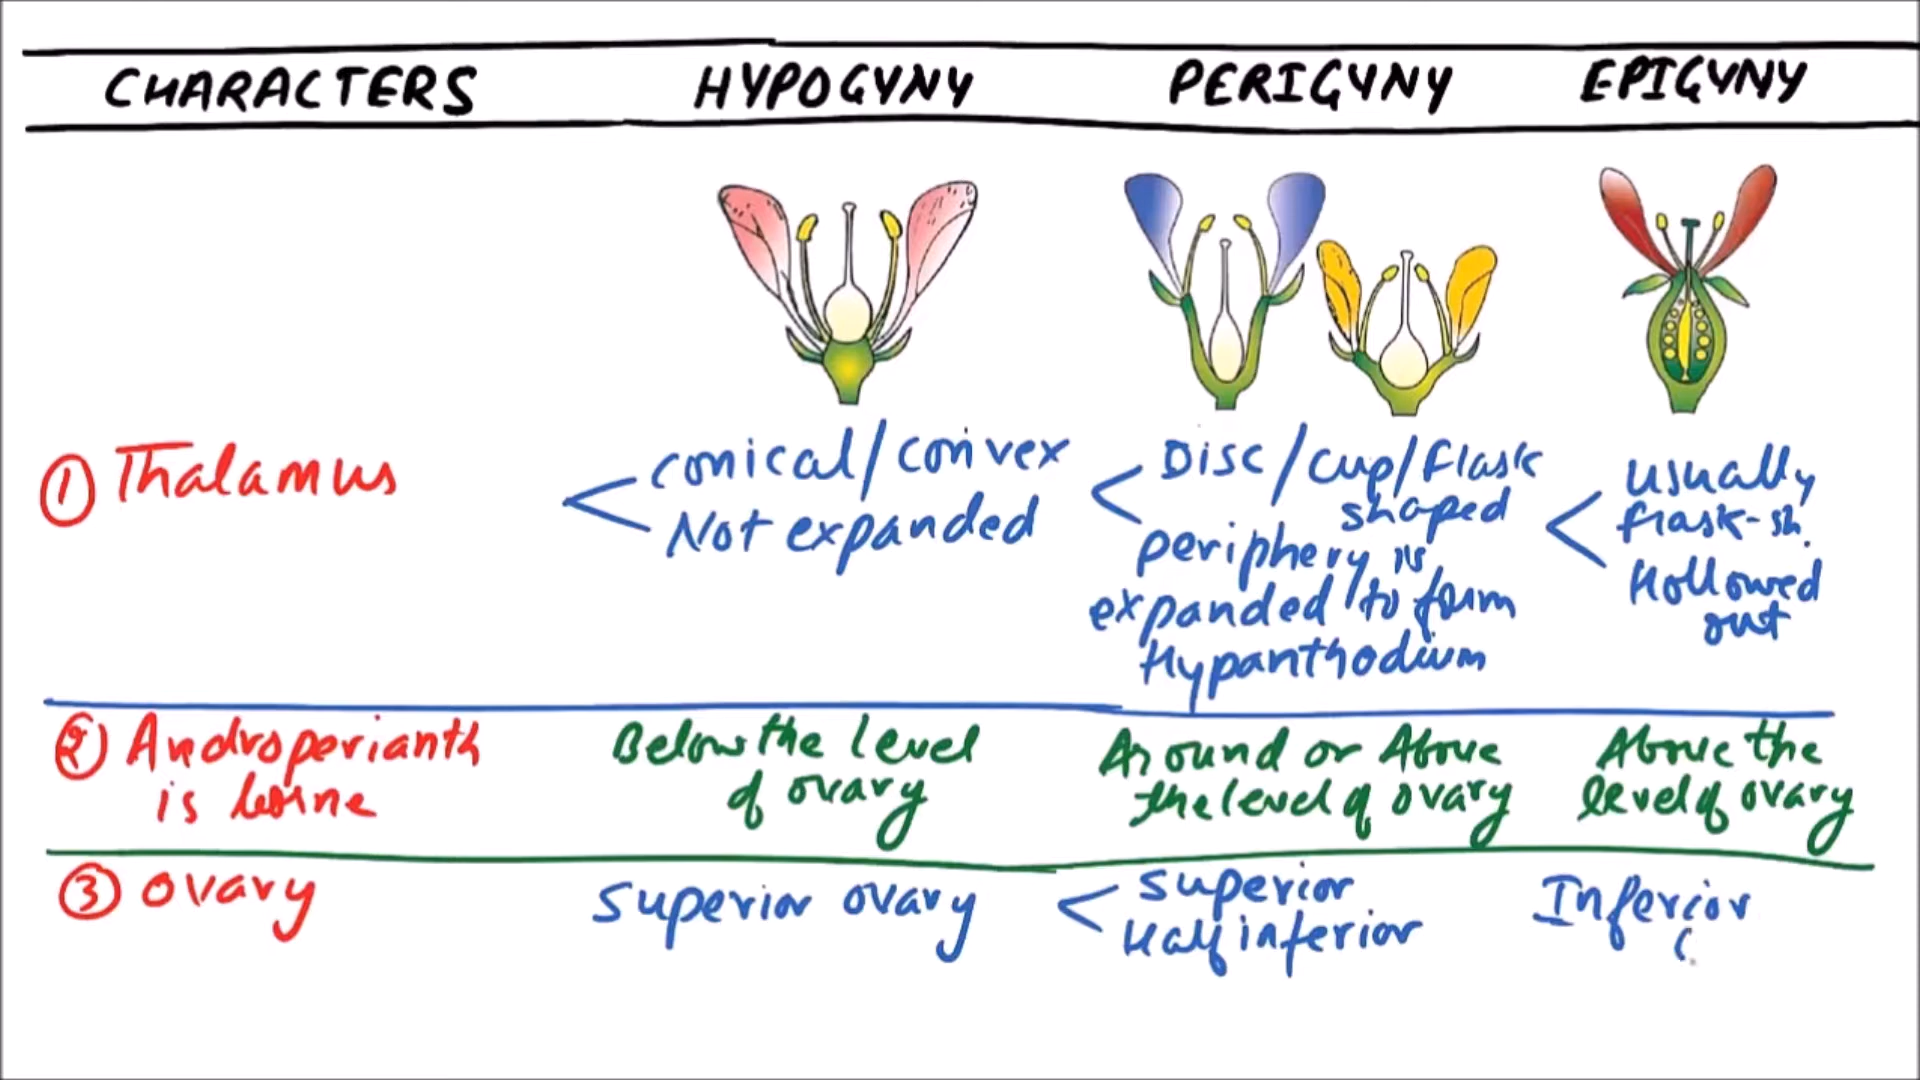 CHARACTERS HYPOGYNY PERIGYNY EPIGYNY
① Thalamus
conical/convex
Not expanded
Disc/cup/flask
shaped
periphery is
expanded to form
Hypanthodium
usually
flask-sh.
Hollowed
out
② Androperianth
is borne
Below the level
of ovary
Around or Above
the level of ovary
Above the
level of ovary
③ ovary
superior ovary
superior
Half inferior
Inferior
(